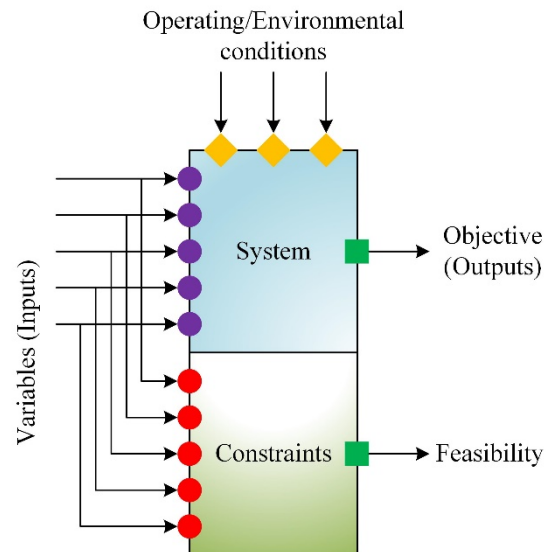 Operating/Environmental
conditions
Variables (Inputs)
System
Objective
(Outputs)
Constraints
Feasibility